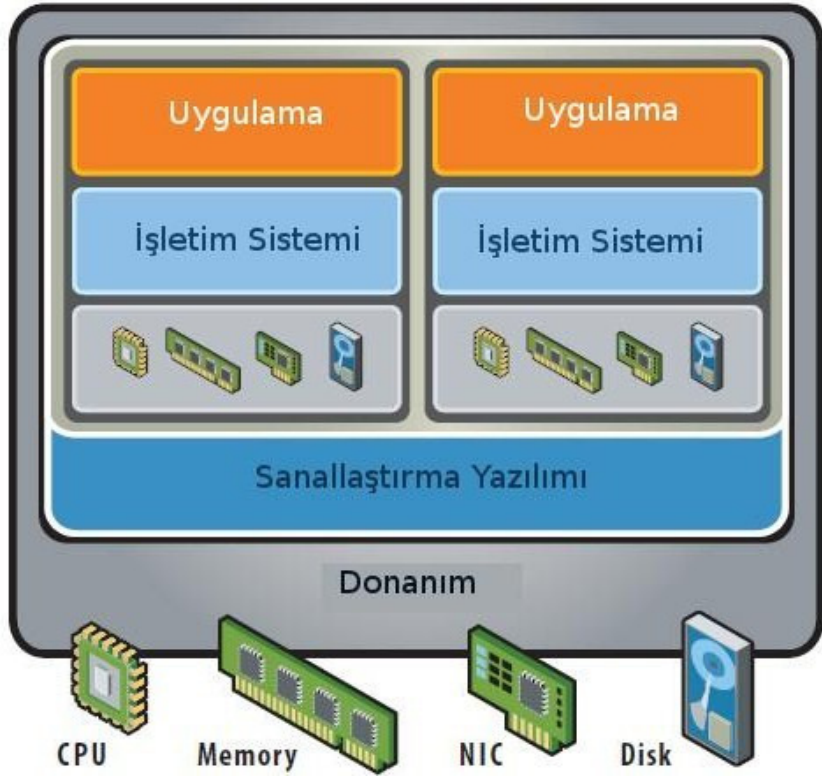 Uygulama
Uygulama
İşletim Sistemi
İşletim Sistemi
Sanallaştırma Yazılımı
Donanım
CPU
Memory
NIC
Disk